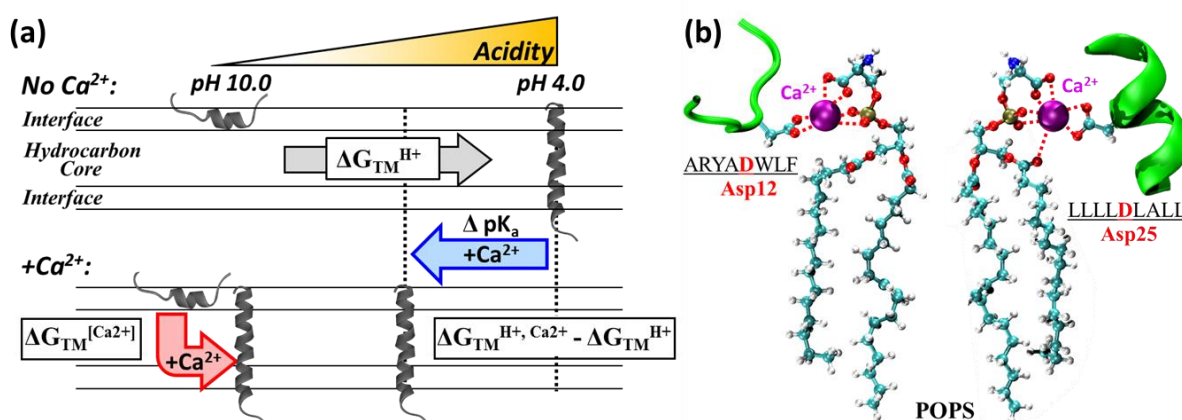 (a)
Acidity
No Ca²⁺: pH 10.0 pH 4.0
Interface
Hydrocarbon
Core
ΔG_TM^H+
Interface
Δ pKₐ
+Ca²⁺
+Ca²⁺:
ΔG_TM^[Ca2+]
+Ca²⁺
ΔG_TM^H+, Ca²⁺ - ΔG_TM^H+
(b)
Ca²⁺
Ca²⁺
ARYADWLF
Asp12
LLLLDLALL
Asp25
POPS